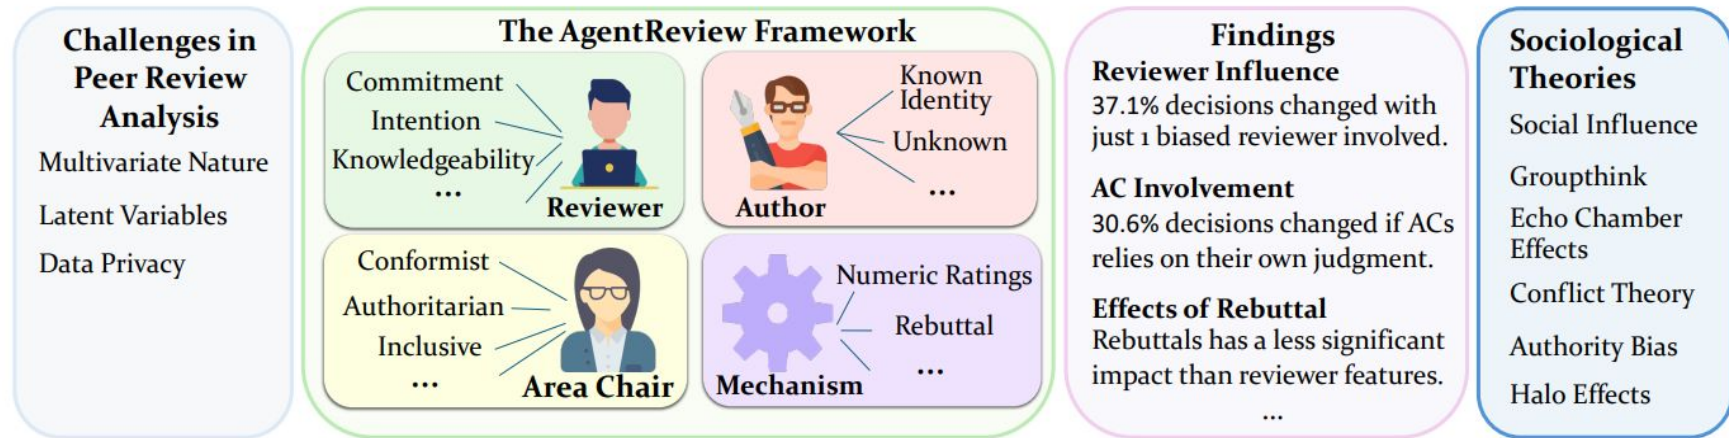 Challenges in
Peer Review
Analysis
Multivariate Nature
Latent Variables
Data Privacy
The AgentReview Framework
Commitment
Intention
Knowledgeability
...
Reviewer
Known
Identity
Unknown
...
Author
Conformist
Authoritarian
Inclusive
...
Area Chair
Numeric Ratings
Rebuttal
...
Mechanism
Findings
Reviewer Influence
37.1% decisions changed with
just 1 biased reviewer involved.
AC Involvement
30.6% decisions changed if ACs
relies on their own judgment.
Effects of Rebuttal
Rebuttals has a less significant
impact than reviewer features.
...
Sociological
Theories
Social Influence
Groupthink
Echo Chamber
Effects
Conflict Theory
Authority Bias
Halo Effects